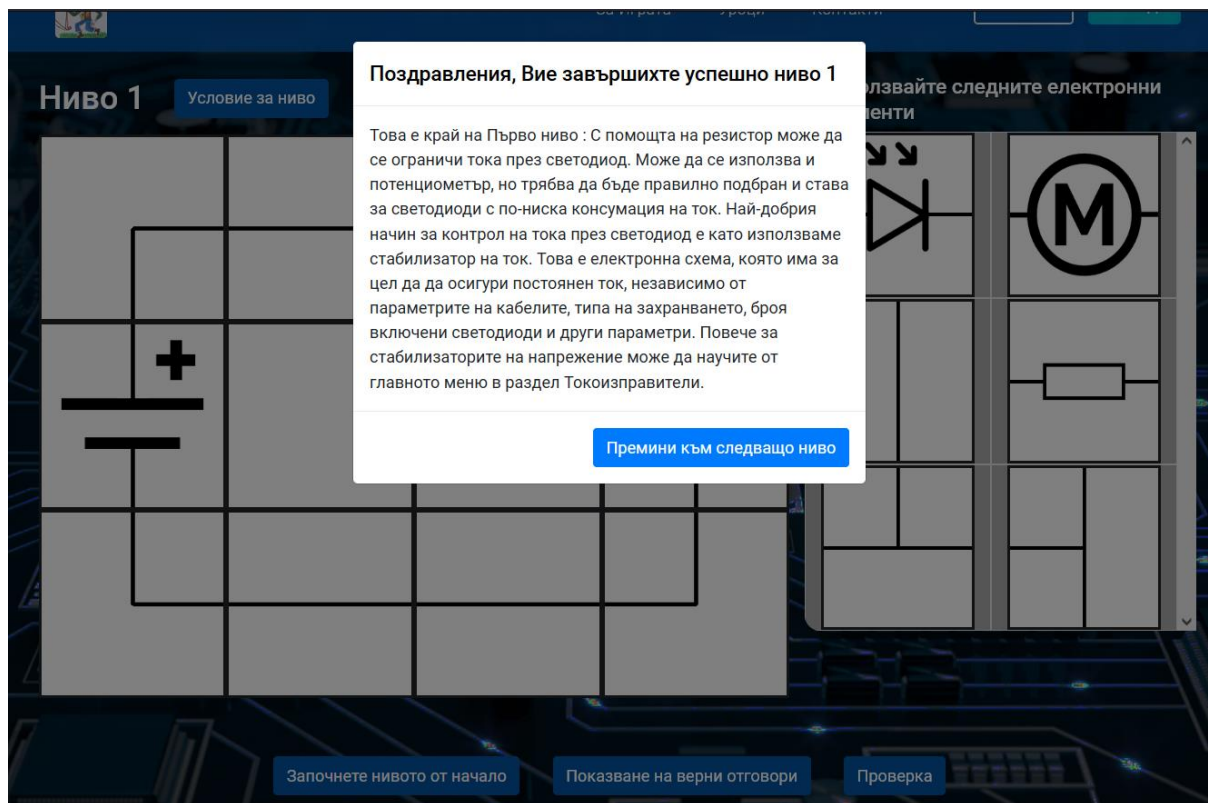 Ниво 1
Условие за ниво
Поздравления, Вие завършихте успешно ниво 1
Това е край на Първо ниво : С помощта на резистор може да
се ограничи тока през светодиод. Може да се използва и
потенциометър, но трябва да бъде правилно подбран и става
за светодиоди с по-ниска консумация на ток. Най-добрия
начин за контрол на тока през светодиод е като използваме
стабилизатор на ток. Това е електронна схема, която има за
цел да да осигури постоянен ток, независимо от
параметрите на кабелите, типа на захранването, броя
включени светодиоди и други параметри. Повече за
стабилизаторите на напрежение може да научите от
главното меню в раздел Токоизправители.
Премини към следващо ниво
следните електронни
M
Започнете нивото от начало
Показване на верни отговори
Проверка